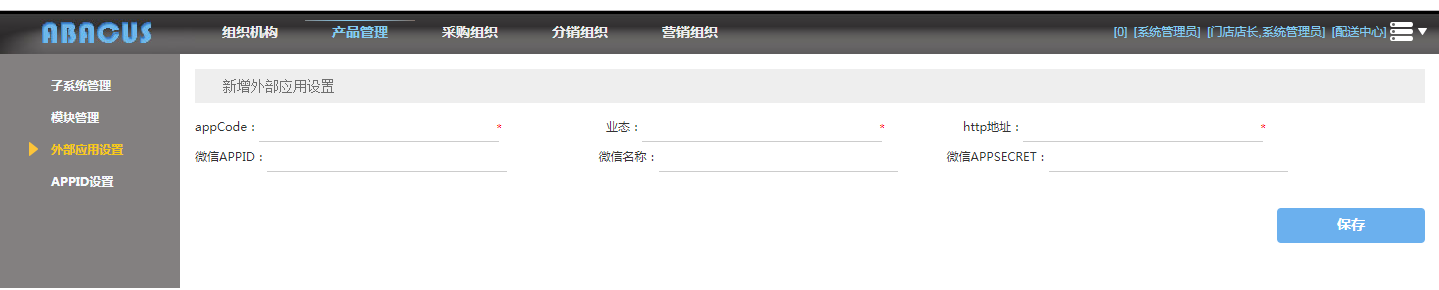 ABACUS 组织机构 产品管理 采购组织 分销组织 营销组织 [0] [系统管理员] [门店店长,系统管理员] [配送中心]
子系统管理
模块管理
外部应用设置
APPID设置
新增外部应用设置
appCode： * 业态： * http地址： *
微信APPID： 微信名称： 微信APPSECRET：
保存